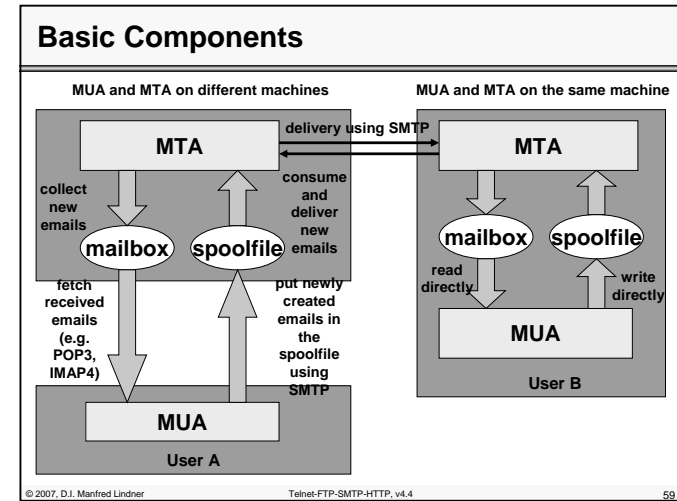 Basic Components
MUA and MTA on different machines
MUA and MTA on the same machine
MTA
delivery using SMTP
MTA
collect
new
emails
consume
and
deliver
new
emails
mailbox
spoolfile
mailbox
spoolfile
fetch
received
emails
(e.g.
POP3,
IMAP4)
put newly
created
emails in
the
spoolfile
using
SMTP
read
directly
write
directly
MUA
User B
MUA
User A
© 2007, D.I. Manfred Lindner
Telnet-FTP-SMTP-HTTP, v4.4
59